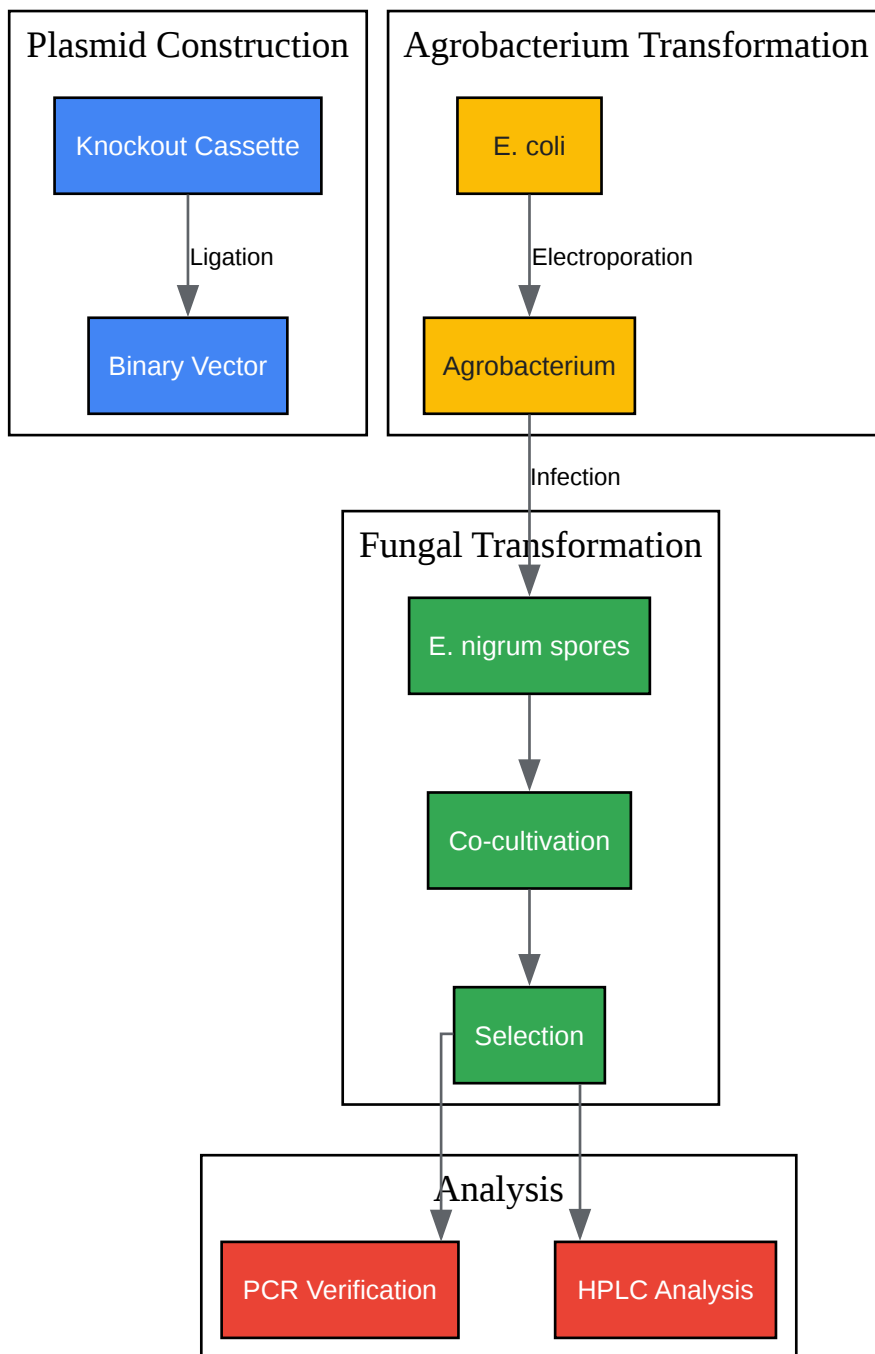 Plasmid Construction
Knockout Cassette
Ligation
Binary Vector
Agrobacterium Transformation
E. coli
Electroporation
Agrobacterium
Infection
Fungal Transformation
E. nigrum spores
Co-cultivation
Selection
Analysis
PCR Verification
HPLC Analysis